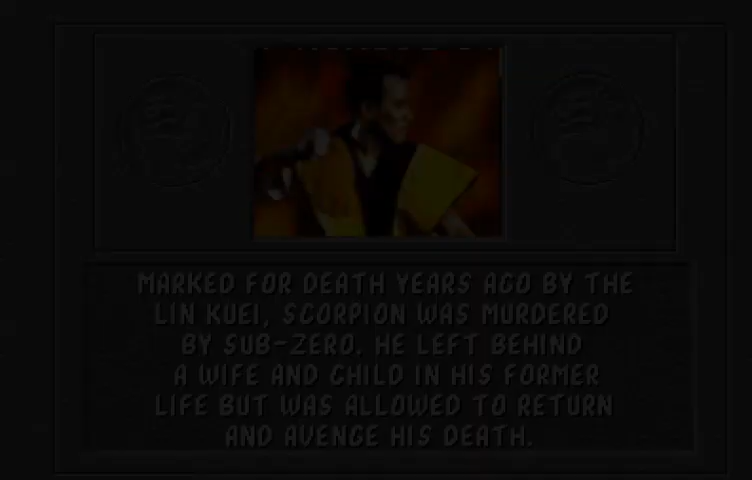 MARKED FOR DEATH YEARS AGO BY THE
LIN KUEI, SCORPION WAS MURDERED
BY SUB-ZERO. HE LEFT BEHIND
A WIFE AND CHILD IN HIS FORMER
LIFE BUT WAS ALLOWED TO RETURN
AND AVENGE HIS DEATH.